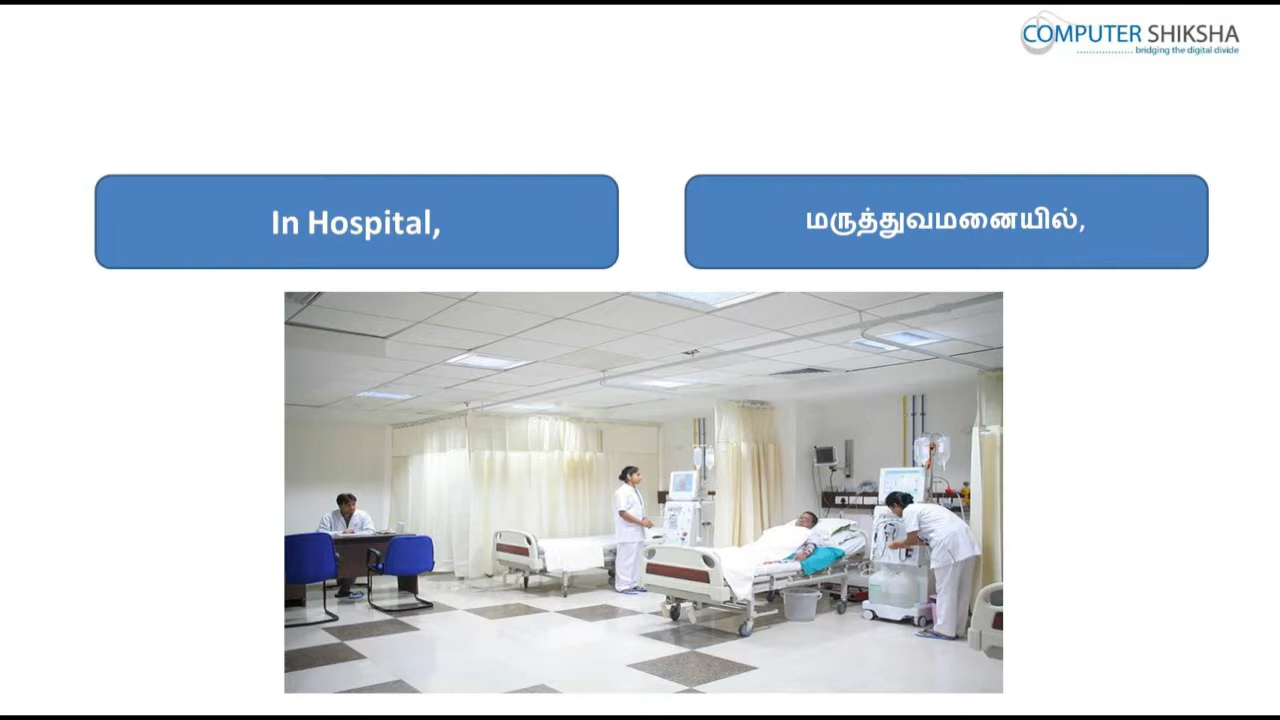 COMPUTER SHIKSHA
bridging the digital divide
In Hospital,
மருத்துவமனையில்,